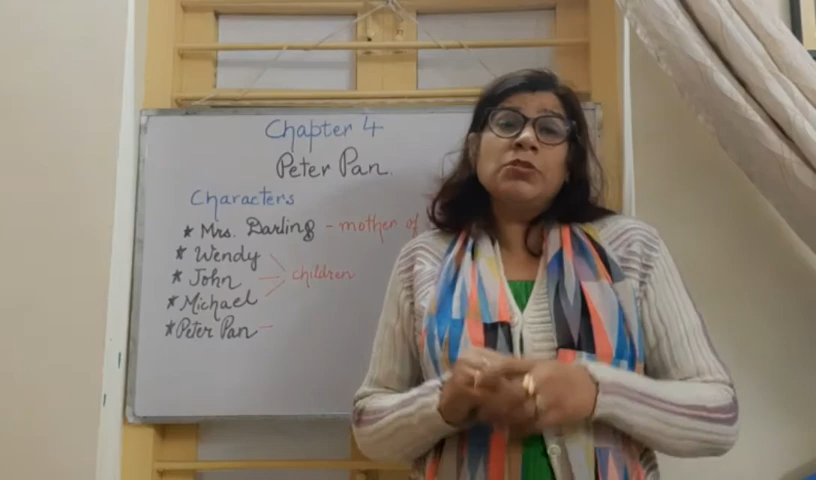 Chapter 4
Peter Pan.
Characters
* Mrs. Darling - mother of
* Wendy
* John
children
* Michael
* Peter Pan -